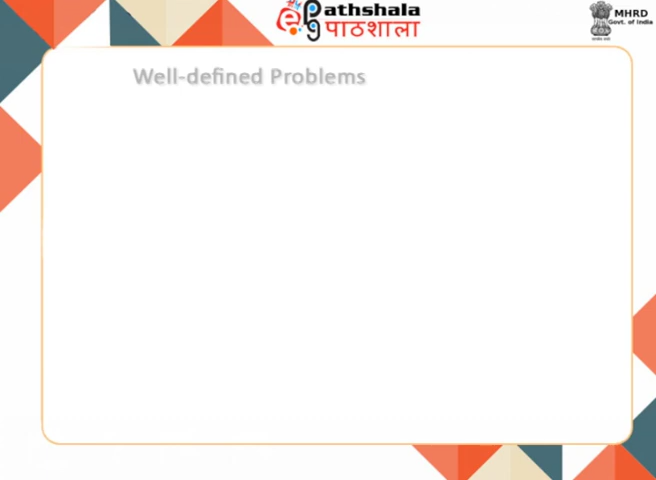 ePathshala
पाठशाला
MHRD
Govt. of India
Well-defined Problems